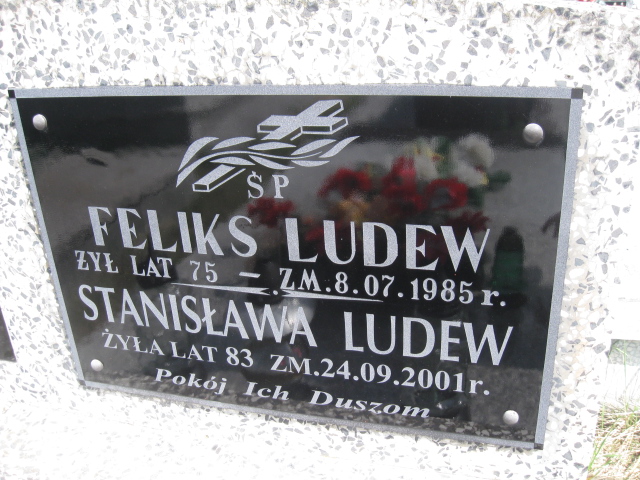 ŚP
FELIKS LUDEW
ŻYŁ LAT 75 – ZM. 8.07.1985 r.
STANISŁAWA LUDEW
ŻYŁA LAT 83 ZM. 24.09.2001 r.
Pokój Ich Duszom